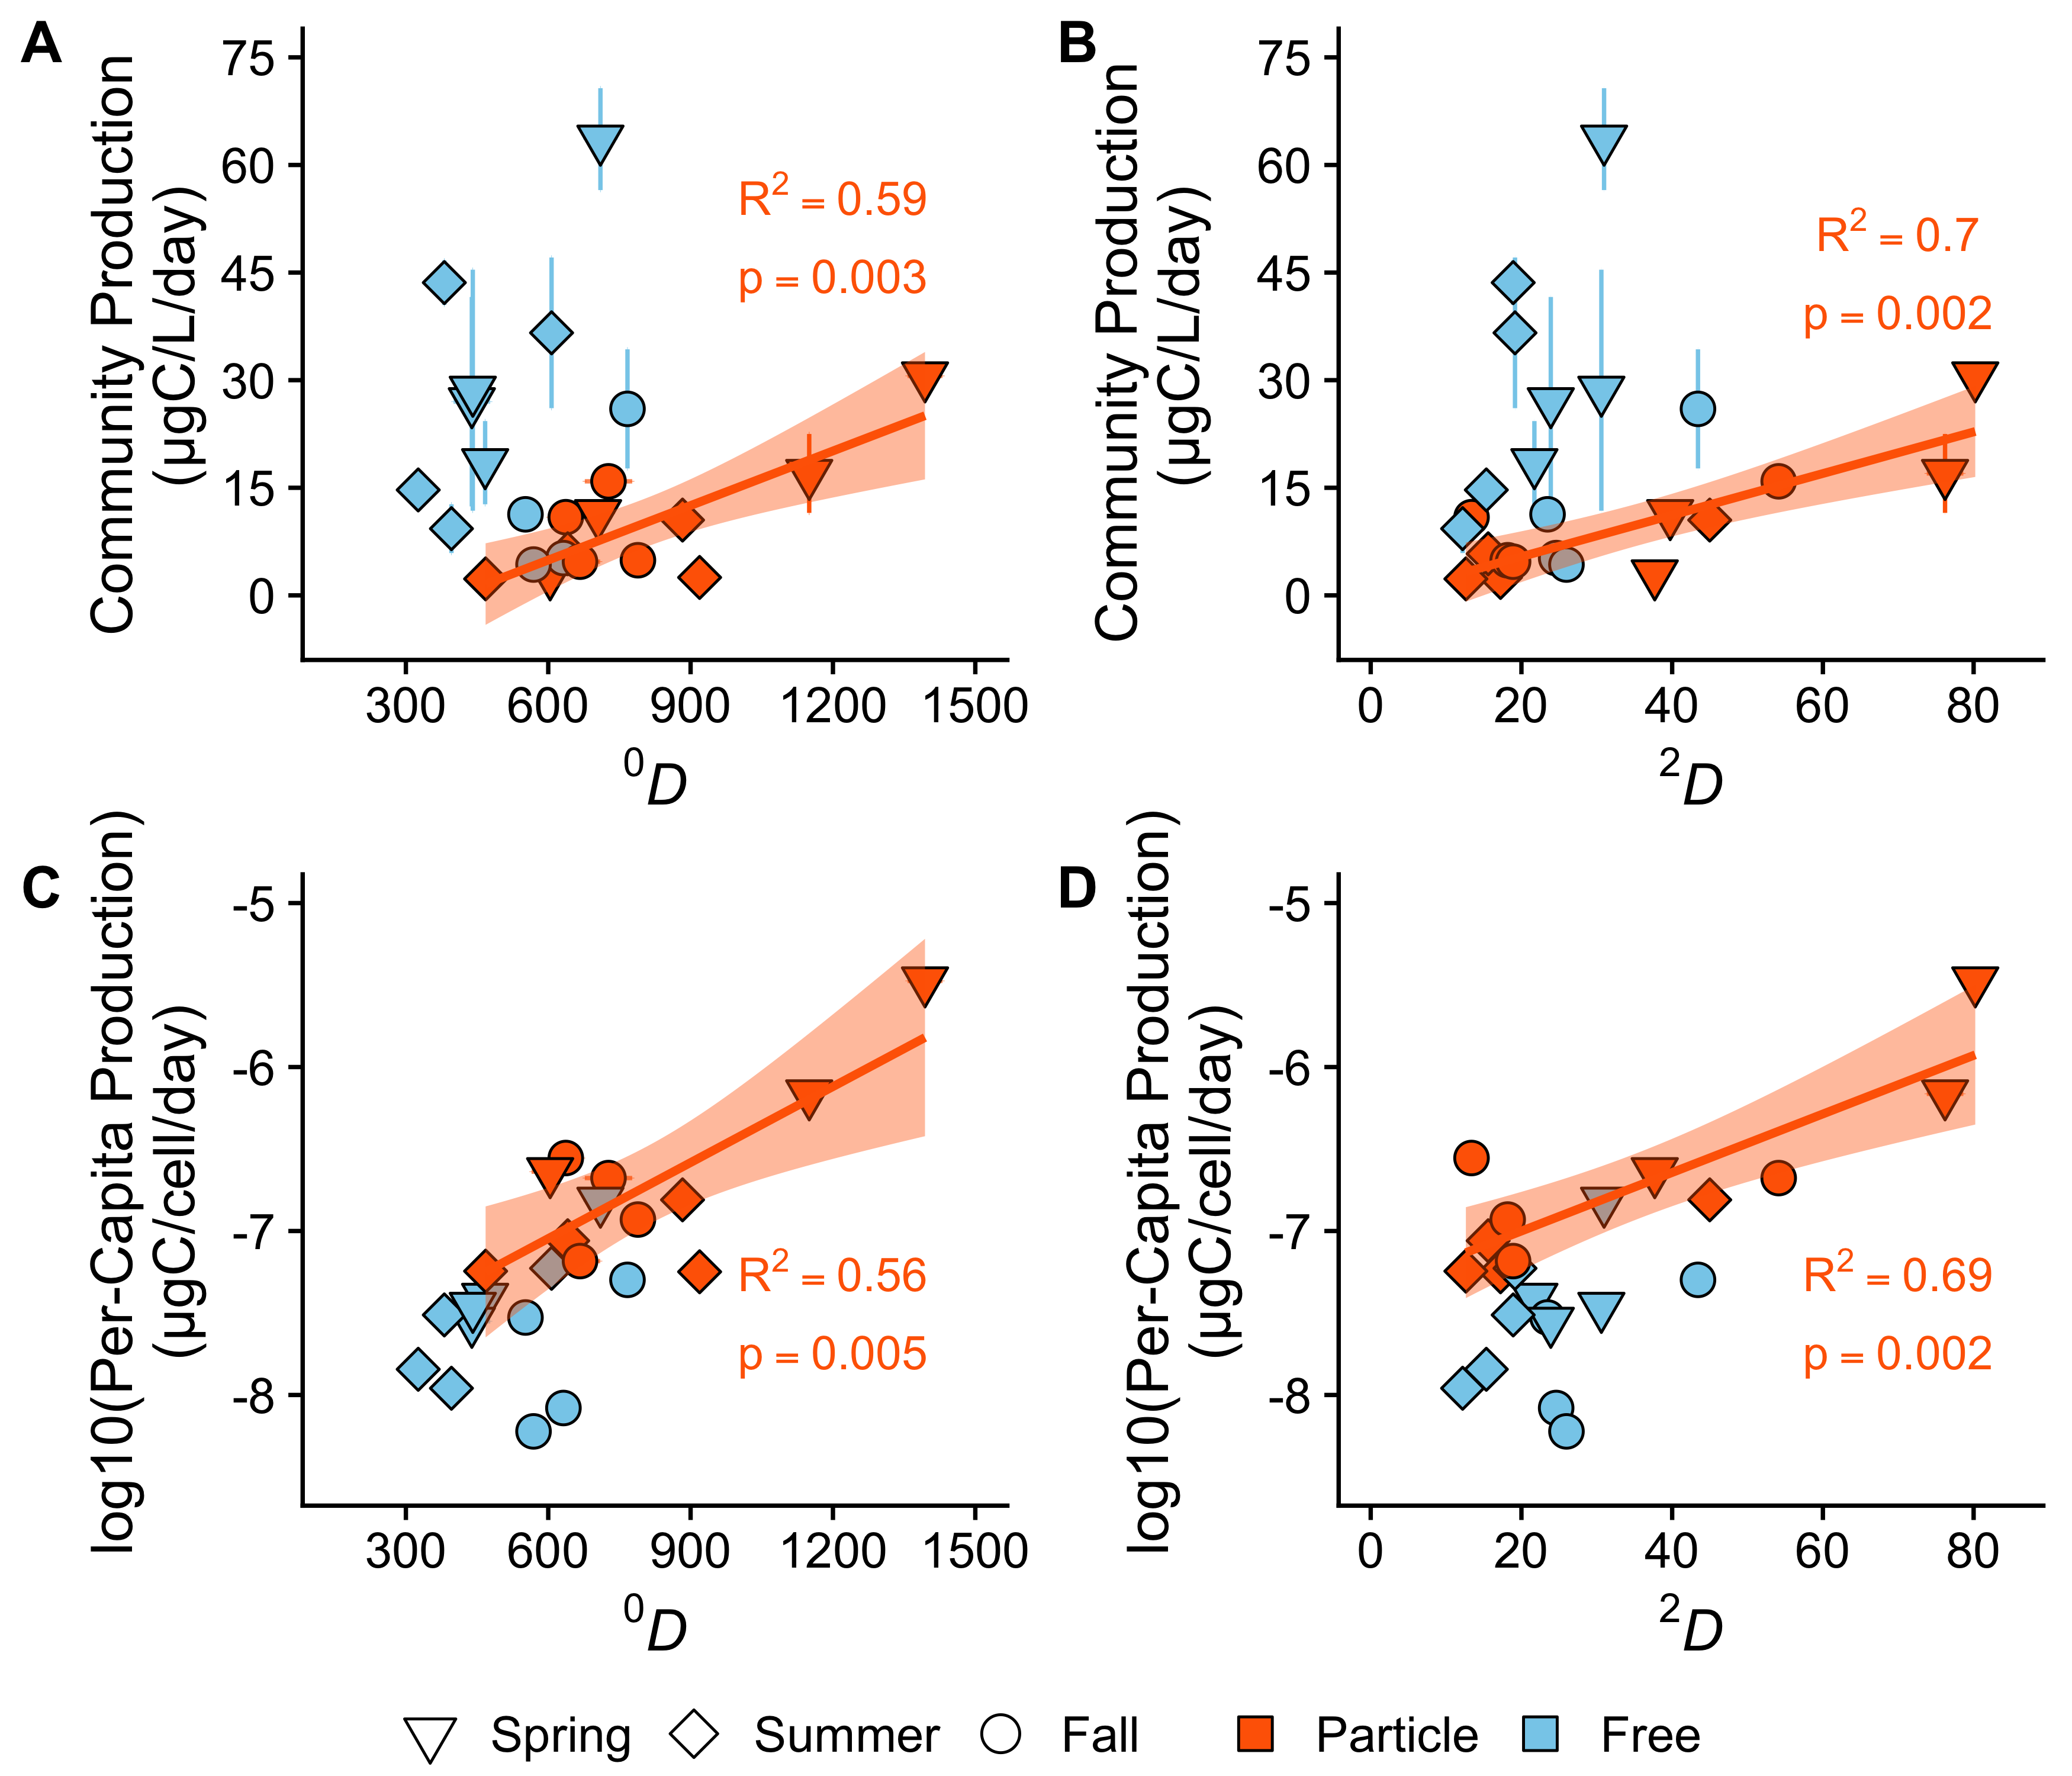 A
Community Production
(µgC/L/day)
75
60
45
30
15
0
R² = 0.59
p = 0.003
300 600 900 1200 1500
⁰D
B
Community Production
(µgC/L/day)
75
60
45
30
15
0
R² = 0.7
p = 0.002
0 20 40 60 80
²D
C
log10(Per-Capita Production)
(µgC/cell/day)
-5
-6
-7
-8
R² = 0.56
p = 0.005
300 600 900 1200 1500
⁰D
D
log10(Per-Capita Production)
(µgC/cell/day)
-5
-6
-7
-8
R² = 0.69
p = 0.002
0 20 40 60 80
²D
Spring Summer Fall Particle Free